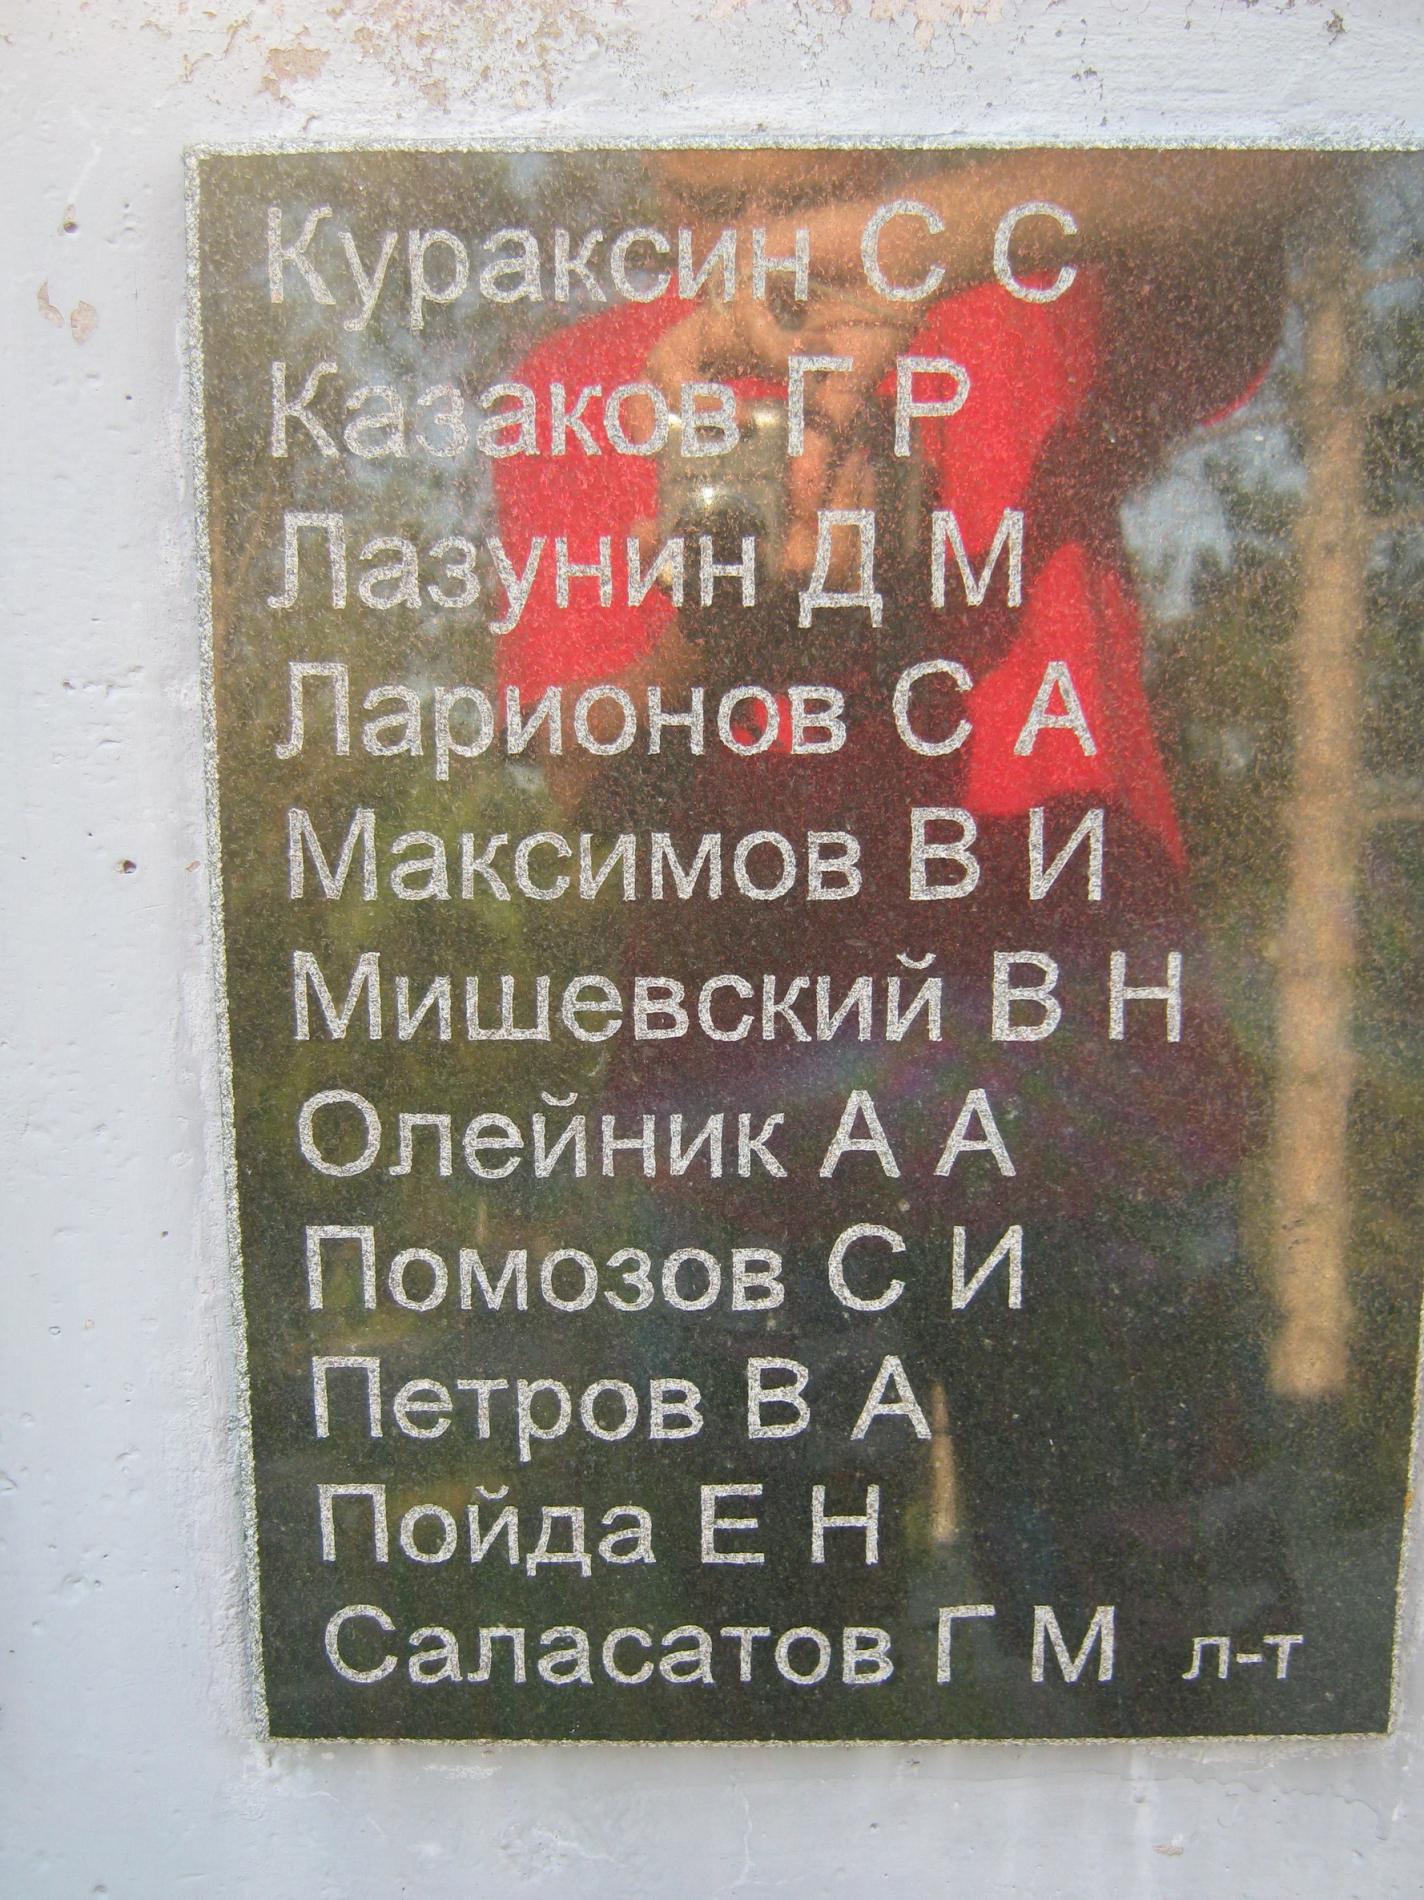 Кураксин С С
Казаков Г Р
Лазунин Д М
Ларионов С А
Максимов В И
Мишевский В Н
Олейник А А
Помозов С И
Петров В А
Пойда Е Н
Саласатов Г М л-т